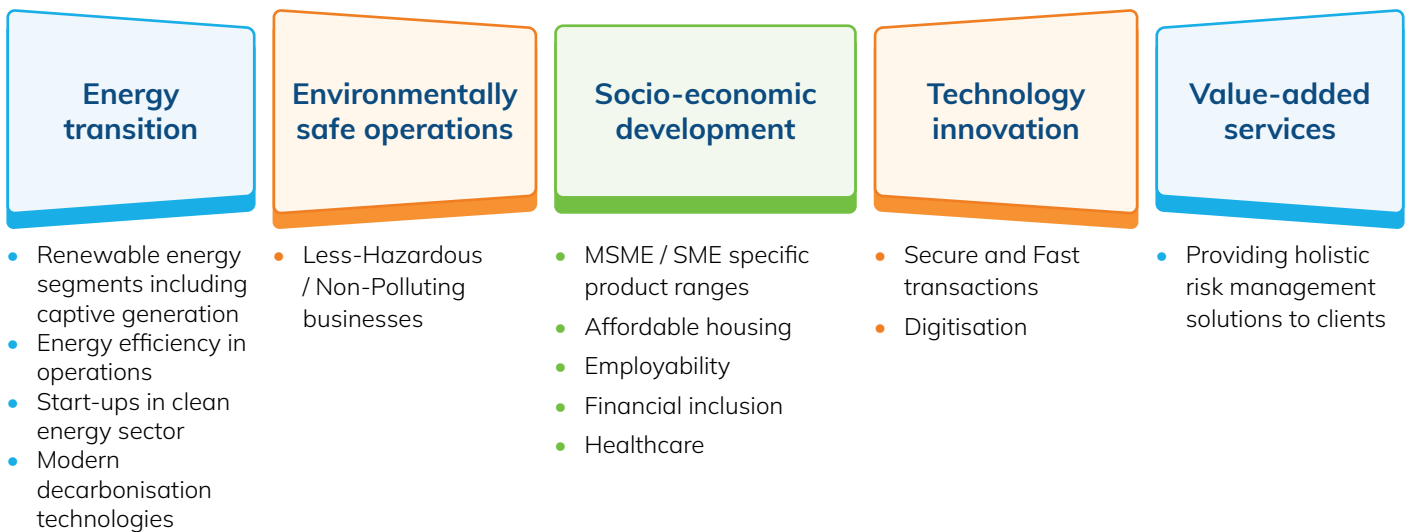 Energy
transition
Environmentally
safe operations
Socio-economic
development
Technology
innovation
Value-added
services
• Renewable energy
segments including
captive generation
• Energy efficiency in
operations
• Start-ups in clean
energy sector
• Modern
decarbonisation
technologies
• Less-Hazardous
/ Non-Polluting
businesses
• MSME / SME specific
product ranges
• Affordable housing
• Employability
• Financial inclusion
• Healthcare
• Secure and Fast
transactions
• Digitisation
• Providing holistic
risk management
solutions to clients